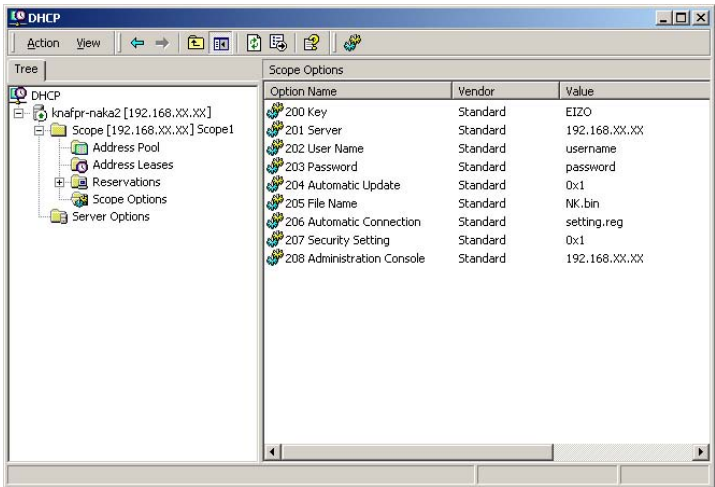 DHCP
Action View
Tree
DHCP
knafpr-naka2 [192.168.XX.XX]
Scope [192.168.XX.XX] Scope1
Address Pool
Address Leases
Reservations
Scope Options
Server Options
Scope Options
Option Name Vendor Value
200 Key Standard EIZO
201 Server Standard 192.168.XX.XX
202 User Name Standard username
203 Password Standard password
204 Automatic Update Standard 0x1
205 File Name Standard NK.bin
206 Automatic Connection Standard setting.reg
207 Security Setting Standard 0x1
208 Administration Console Standard 192.168.XX.XX